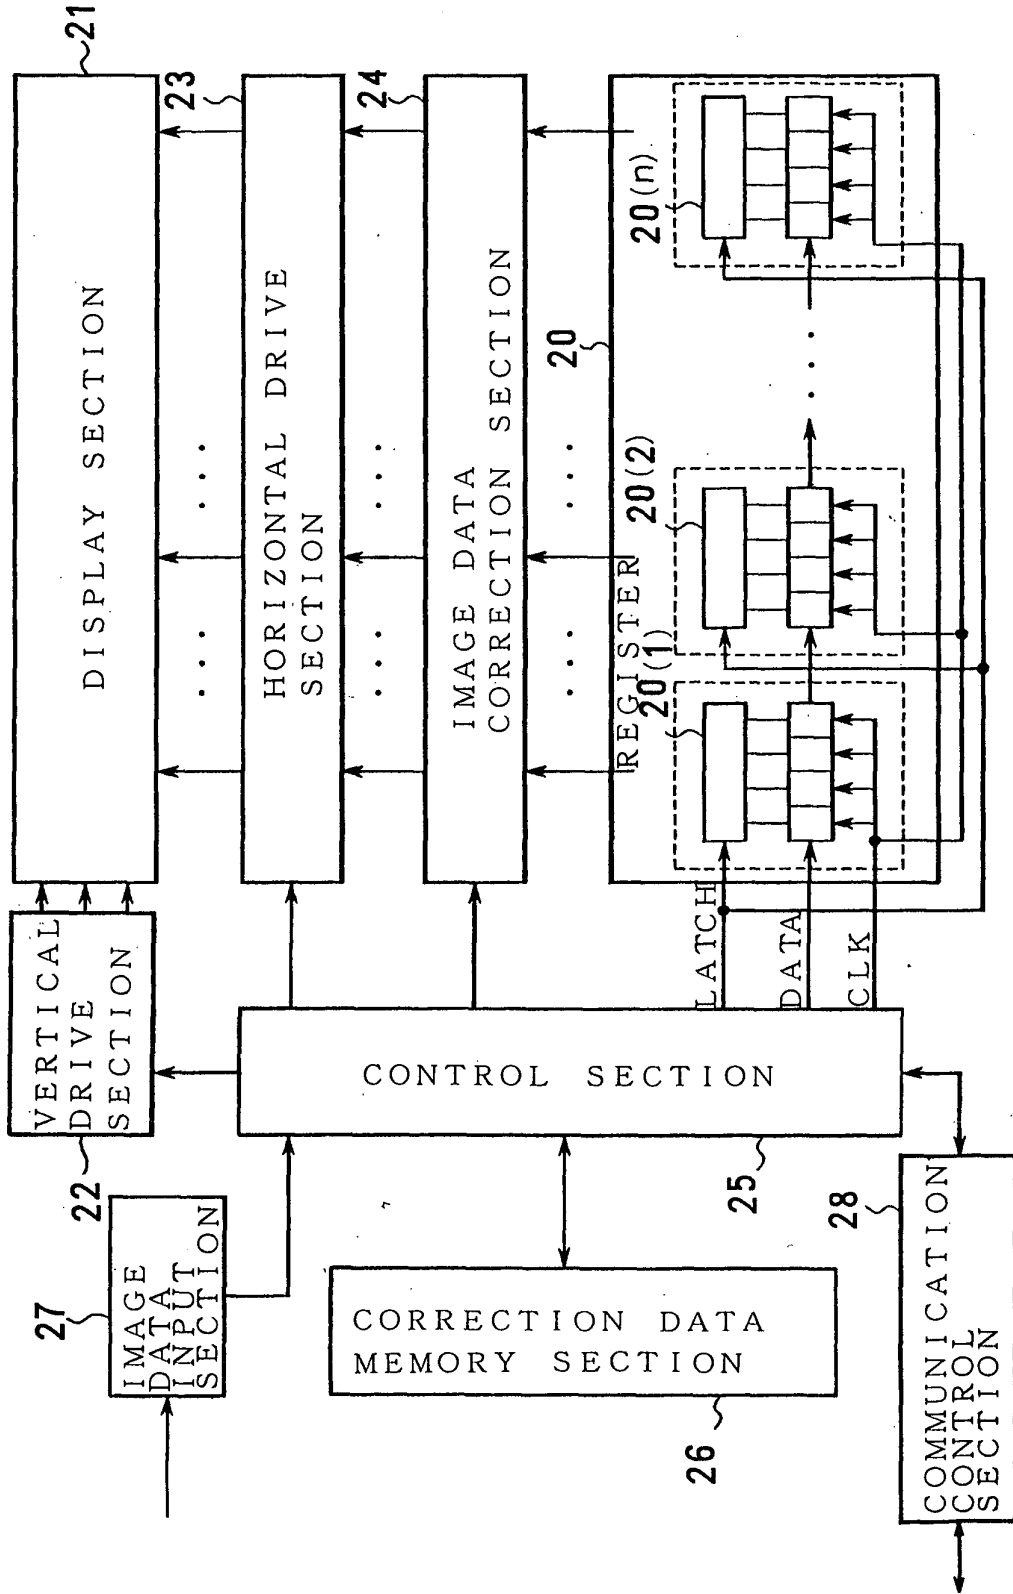 21
DISPLAY SECTION
23
HORIZONTAL DRIVE
SECTION
24
IMAGE DATA
CORRECTION SECTION
20
REGISTER
20(1)
20(2)
20(n)
22
VERTICAL
DRIVE
SECTION
LATCH
DATA
CLK
CONTROL SECTION
25
27
IMAGE
DATA
INPUT
SECTION
CORRECTION DATA
MEMORY SECTION
26
28
COMMUNICATION
CONTROL
SECTION